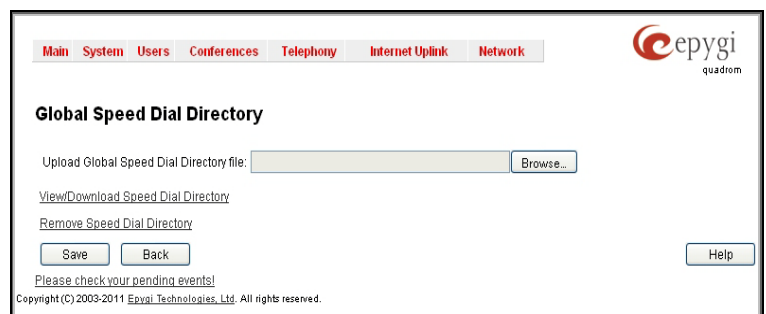 epygi
quadrom
Main System Users Conferences Telephony Internet Uplink Network
Global Speed Dial Directory
Upload Global Speed Dial Directory file: Browse...
View/Download Speed Dial Directory
Remove Speed Dial Directory
Save Back Help
Please check your pending events!
Copyright (C) 2003-2011 Epygi Technologies, Ltd. All rights reserved.